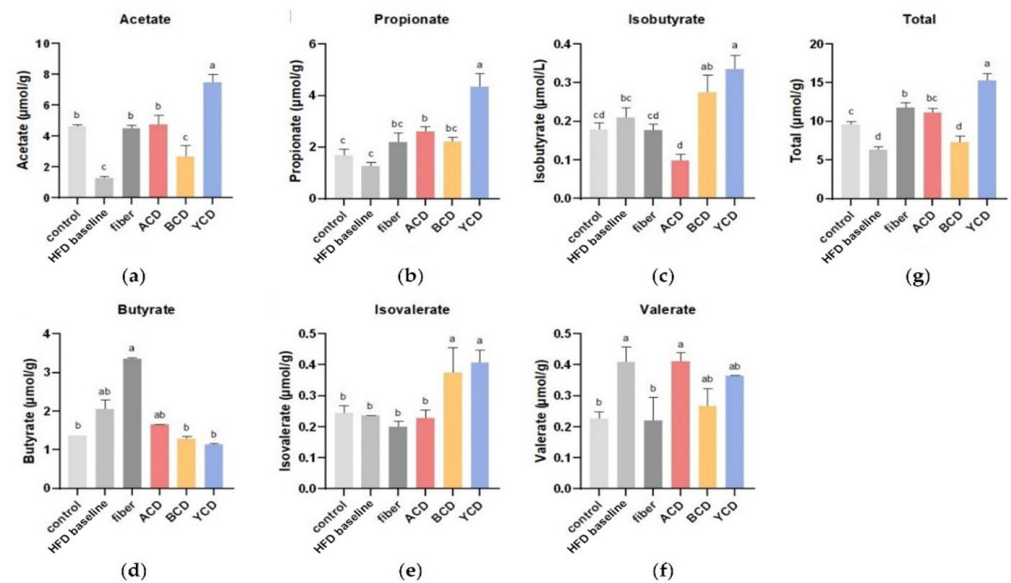 Acetate
Acetate (μmol/g)
10
8
6
4
2
0
b
c
b
b
c
a
control
HFD baseline
fiber
ACD
BCD
YCD
(a)
Propionate
Propionate (μmol/g)
6
4
2
0
c
c
bc
bc
bc
a
control
HFD baseline
fiber
ACD
BCD
YCD
(b)
Isobutyrate
Isobutyrate (μmol/L)
0.4
0.3
0.2
0.1
0.0
cd
bc
cd
d
ab
a
control
HFD baseline
fiber
ACD
BCD
YCD
(c)
Total
Total (μmol/g)
20
15
10
5
0
c
d
b
bc
d
a
control
HFD baseline
fiber
ACD
BCD
YCD
(g)
Butyrate
Butyrate (μmol/g)
4
3
2
1
0
b
ab
a
ab
b
b
control
HFD baseline
fiber
ACD
BCD
YCD
(d)
Isovalerate
Isovalerate (μmol/g)
0.5
0.4
0.3
0.2
0.1
0.0
b
b
b
b
a
a
control
HFD baseline
fiber
ACD
BCD
YCD
(e)
Valerate
Valerate (μmol/g)
0.5
0.4
0.3
0.2
0.1
0.0
b
a
b
a
ab
ab
control
HFD baseline
fiber
ACD
BCD
YCD
(f)